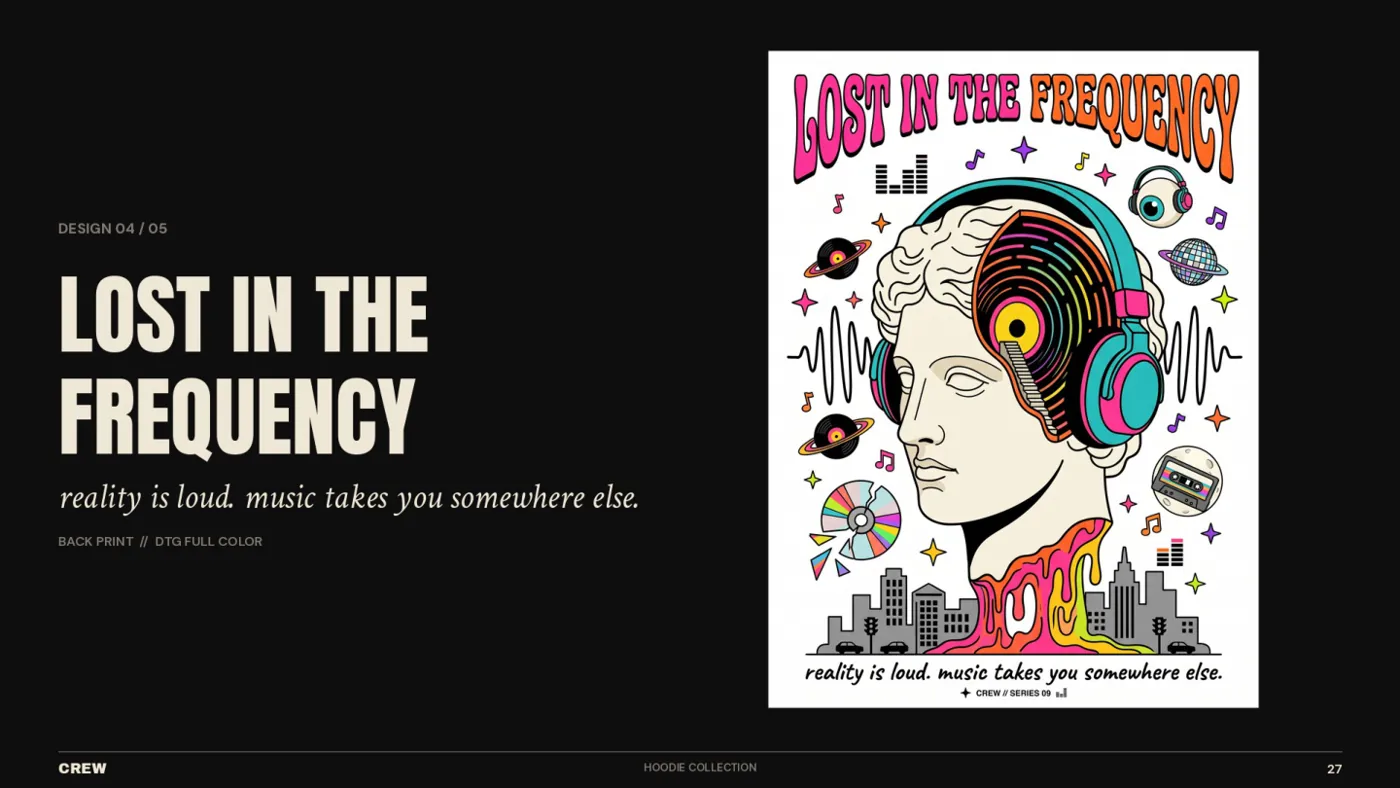 DESIGN 04 / 05
LOST IN THE
FREQUENCY
reality is loud. music takes you somewhere else.
BACK PRINT // DTG FULL COLOR
LOST IN THE FREQUENCY
reality is loud. music takes you somewhere else.
CREW // SERIES 09
CREW
HOODIE COLLECTION
27